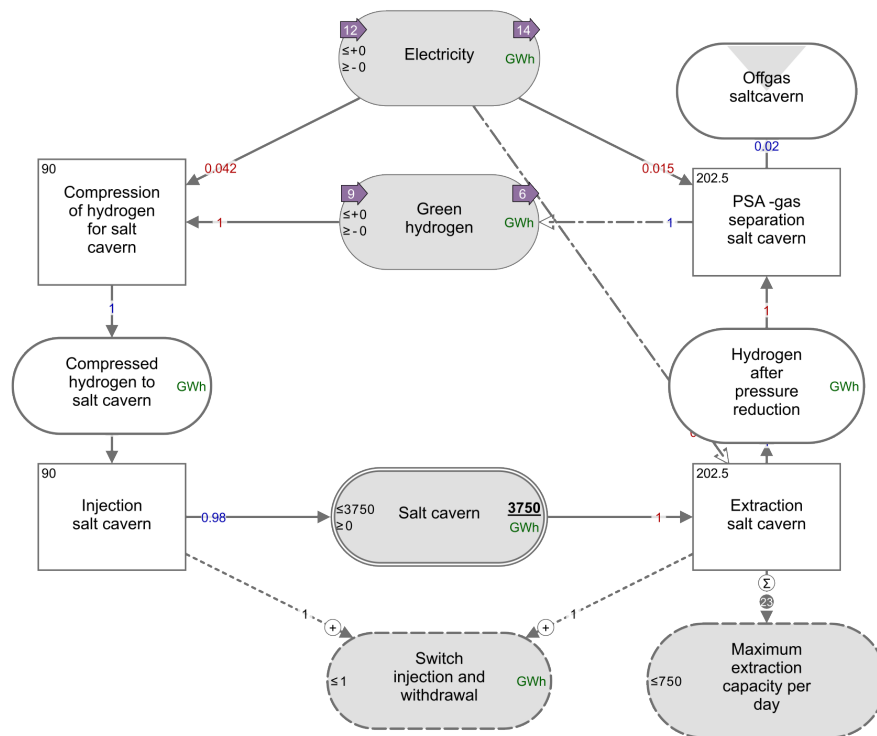 12
14
≤+0
≥-0
Electricity
GWh
Offgas
saltcavern
0.02
0.042
0.015
90
Compression
of hydrogen
for salt
cavern
9
6
≤+0
≥-0
Green
hydrogen
GWh
1
1
202.5
PSA -gas
separation
salt cavern
1
1
Compressed
hydrogen to
salt cavern
GWh
Hydrogen
after
pressure
reduction
GWh
90
Injection
salt cavern
0.98
≤3750
≥0
Salt cavern
3750
GWh
1
202.5
Extraction
salt cavern
1
+
+
1
Σ
23
≤1
Switch
injection and
withdrawal
GWh
≤750
Maximum
extraction
capacity per
day